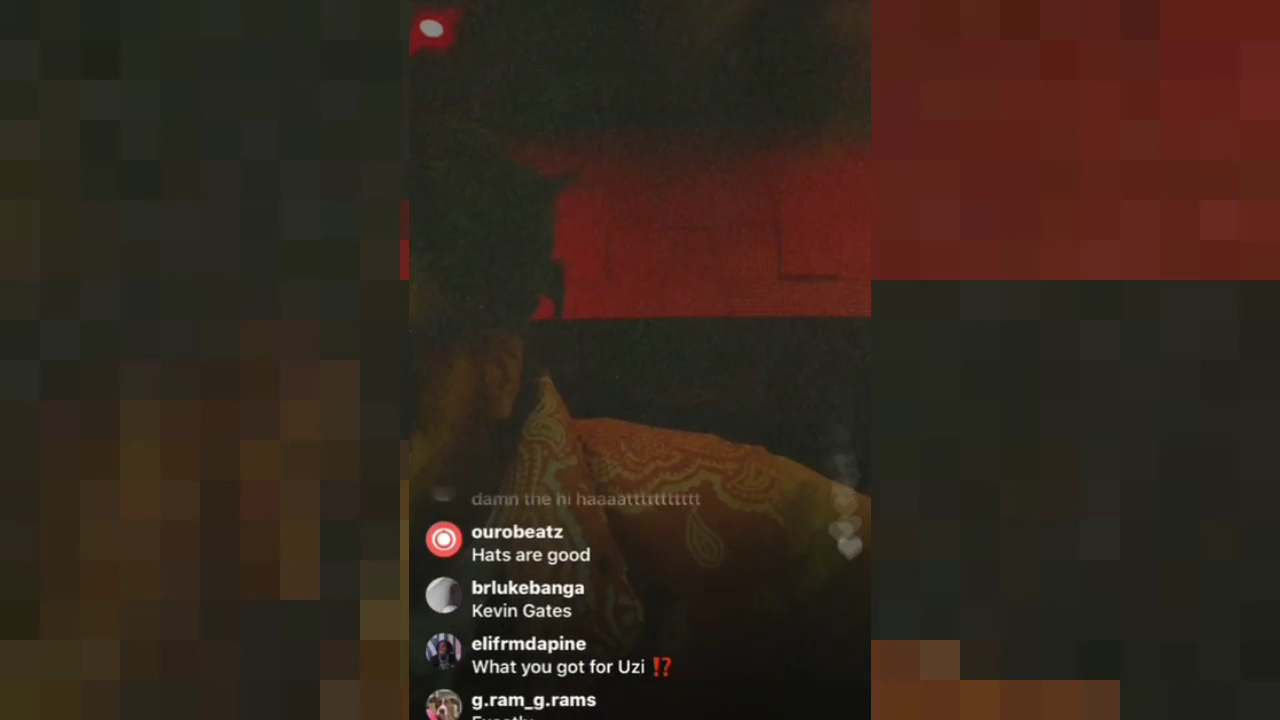 damn the hi haaaatttttttttt
ourobeatz
Hats are good
brlukebanga
Kevin Gates
elifrmdapine
What you got for Uzi ⁉️
g.ram_g.rams
Exactly